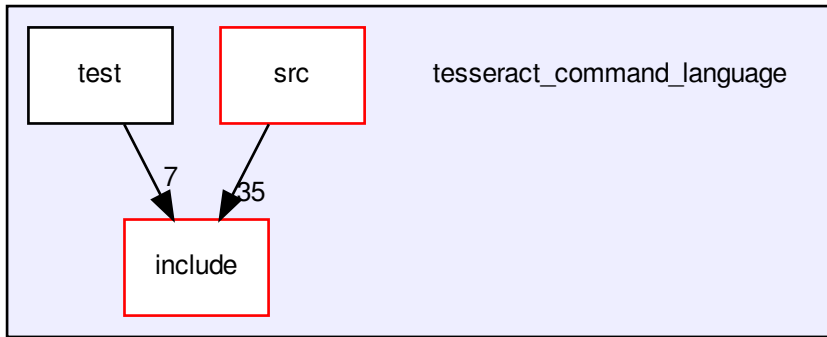 test
src
tesseract_command_language
7
35
include